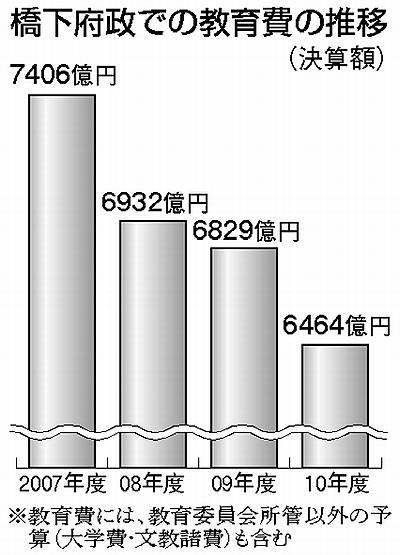 橋下府政での教育費の推移
(決算額)
7406億円
6932億円
6829億円
6464億円
2007年度 08年度 09年度 10年度
※教育費には、教育委員会所管以外の予
算(大学費・文教諸費)も含む